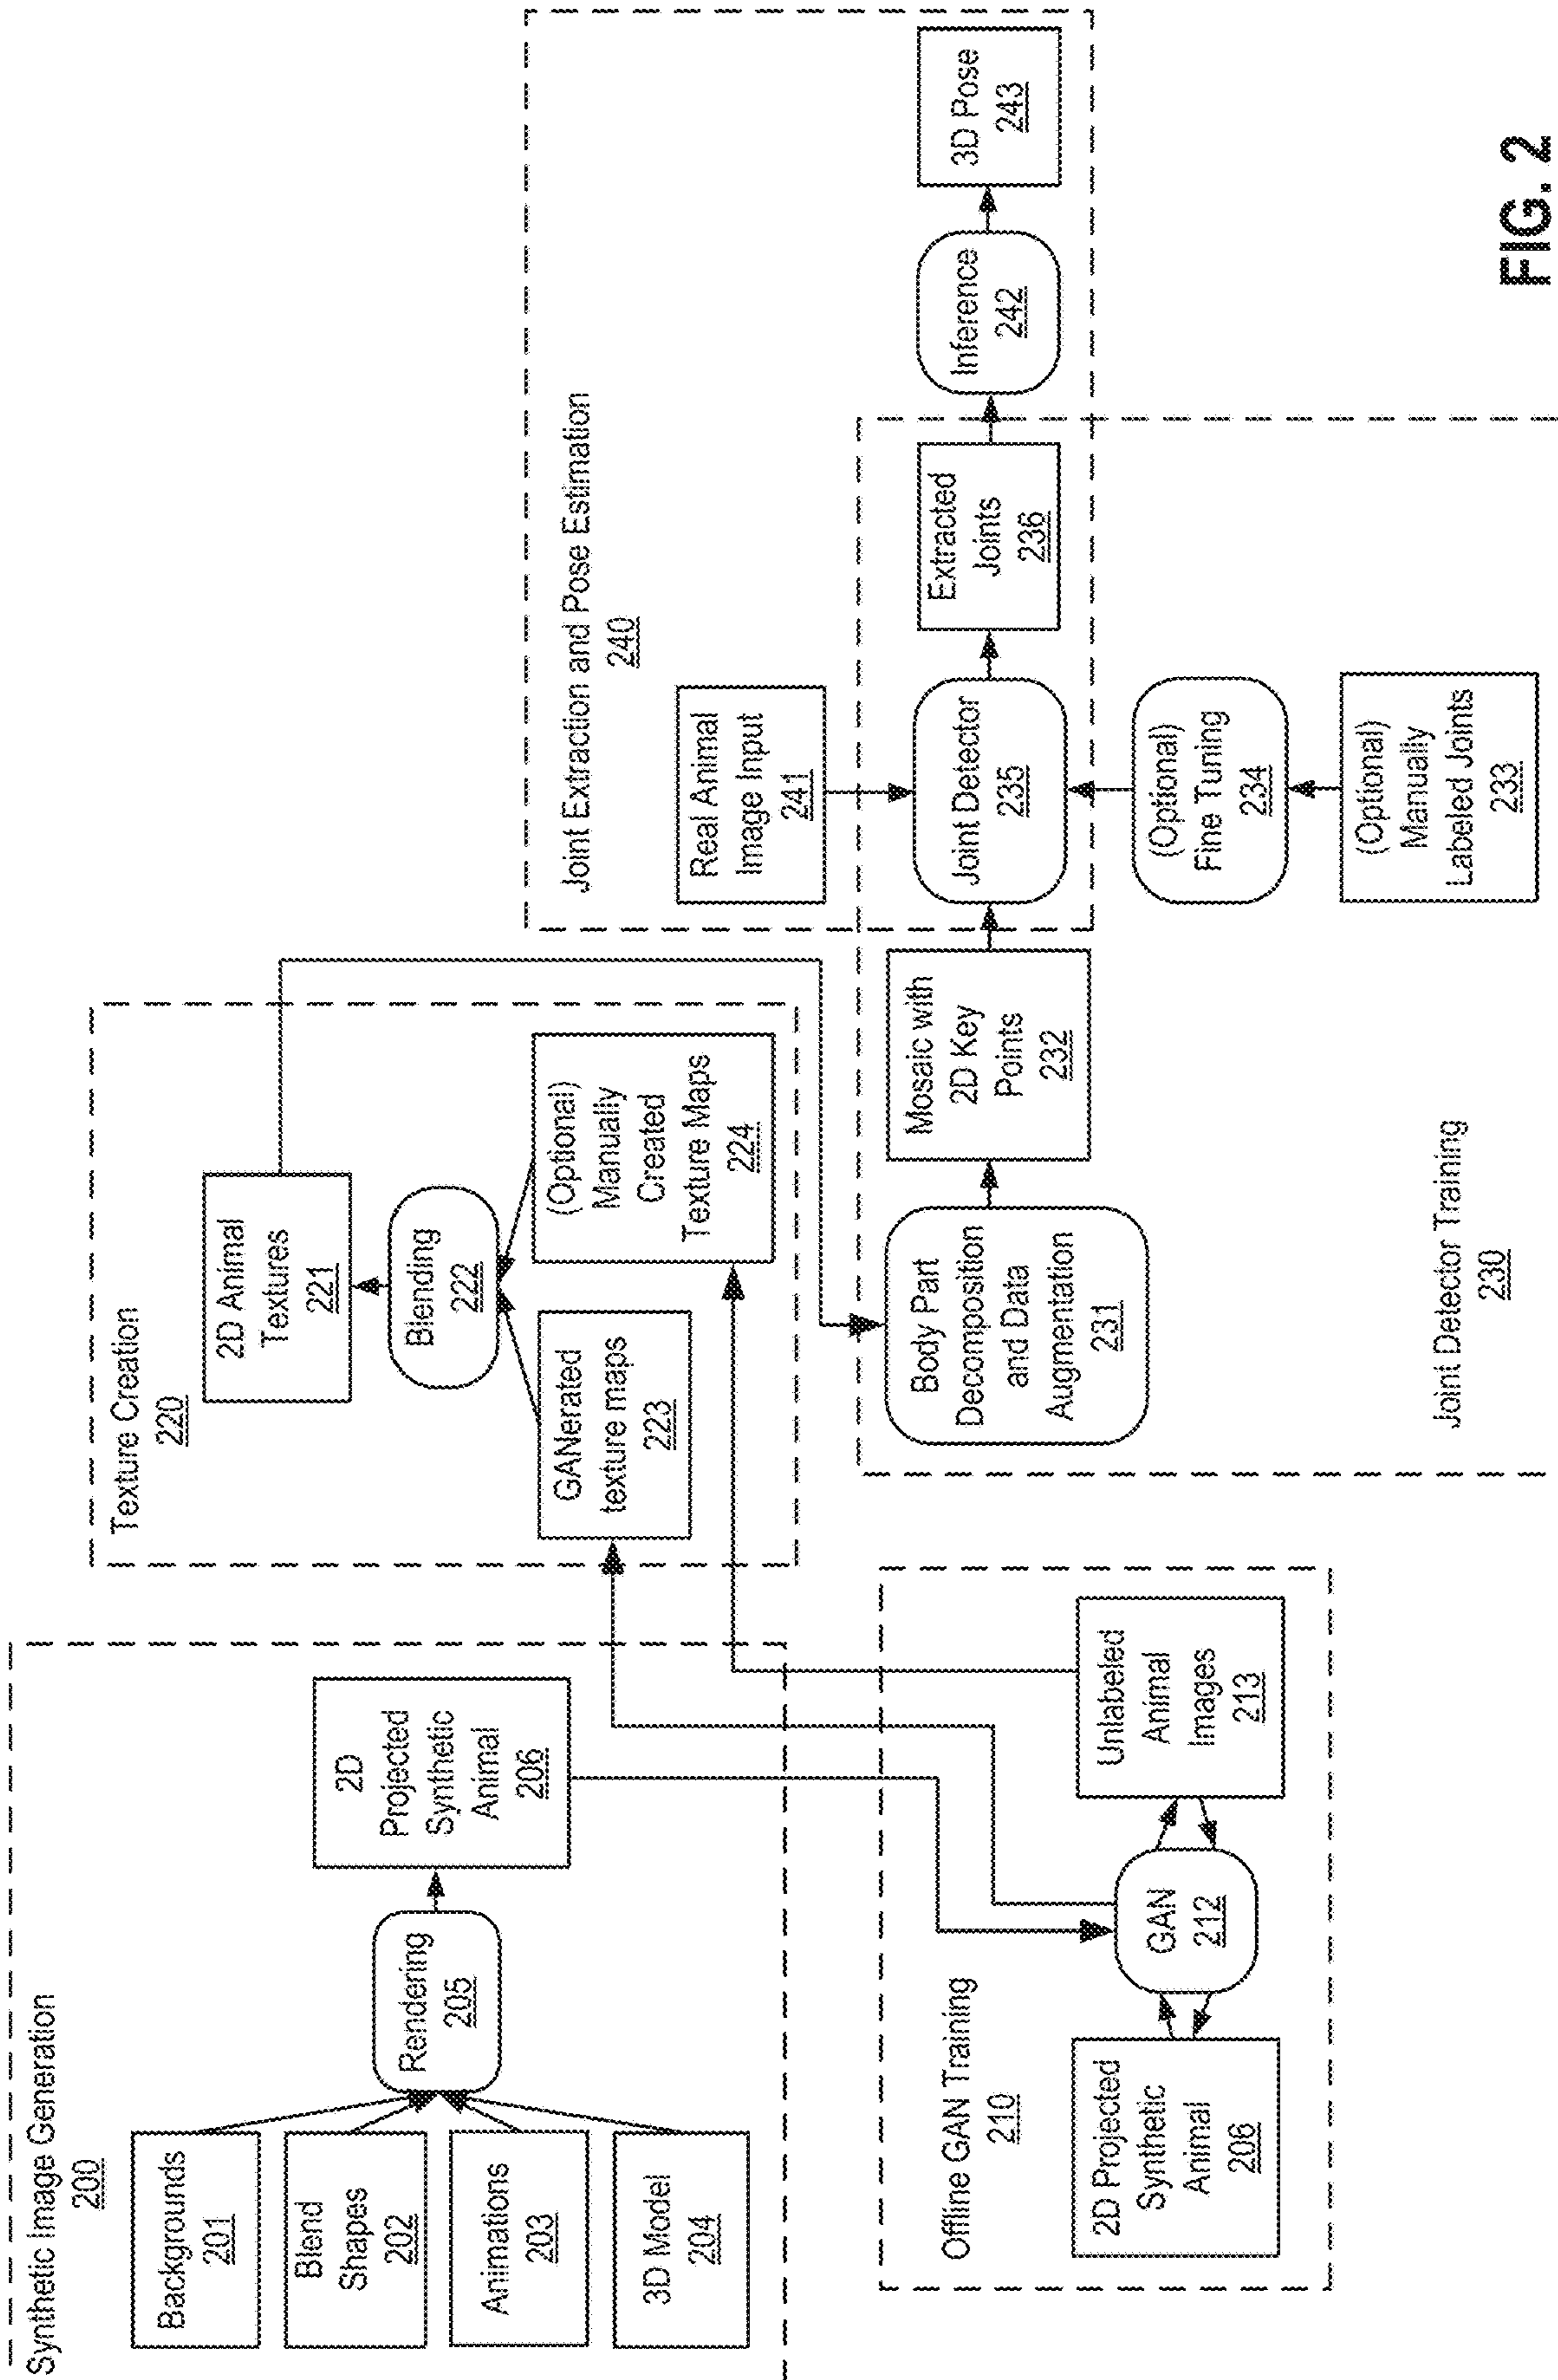 Synthetic Image Generation
200
Backgrounds
201
Blend
Shapes
202
Animations
203
3D Model
204
Rendering
205
2D
Projected
Synthetic
Animal
206
Offline GAN Training
210
2D Projected
Synthetic
Animal
206
GAN
212
Unlabeled
Animal
Images
213
Texture Creation
220
2D Animal
Textures
221
Blending
222
GANerated
texture maps
223
(Optional)
Manually
Created
Texture Maps
224
Joint Detector Training
230
Body Part
Decomposition
and Data
Augmentation
231
Mosaic with
2D Key
Points
232
(Optional)
Manually
Labeled Joints
233
(Optional)
Fine Tuning
234
Joint Detector
235
Extracted
Joints
236
Joint Extraction and Pose Estimation
240
Real Animal
Image Input
241
Inference
242
3D Pose
243
FIG. 2